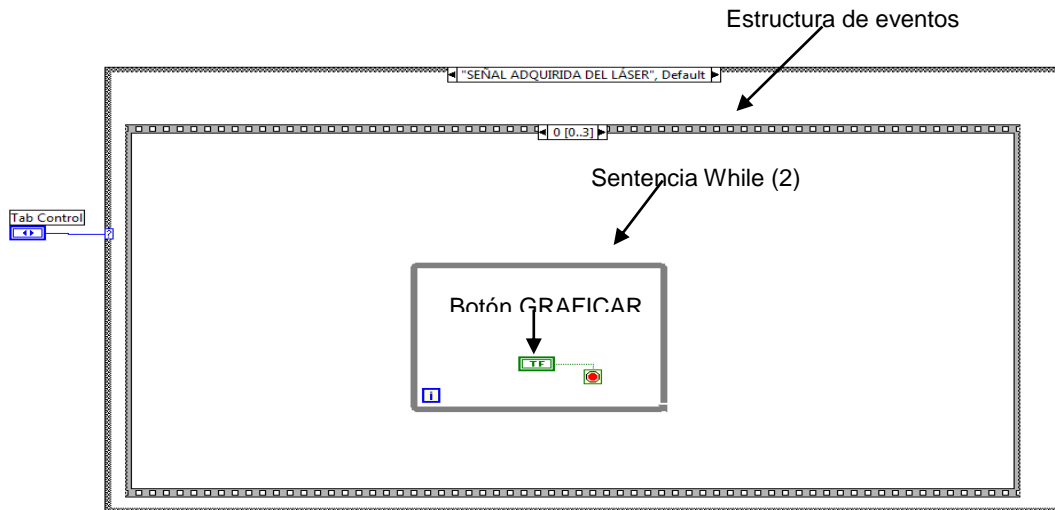 Estructura de eventos
"SEÑAL ADQUIRIDA DEL LÁSER", Default
0 [0..3]
Sentencia While (2)
Tab Control
?
Botón GRAFICAR
TF
i